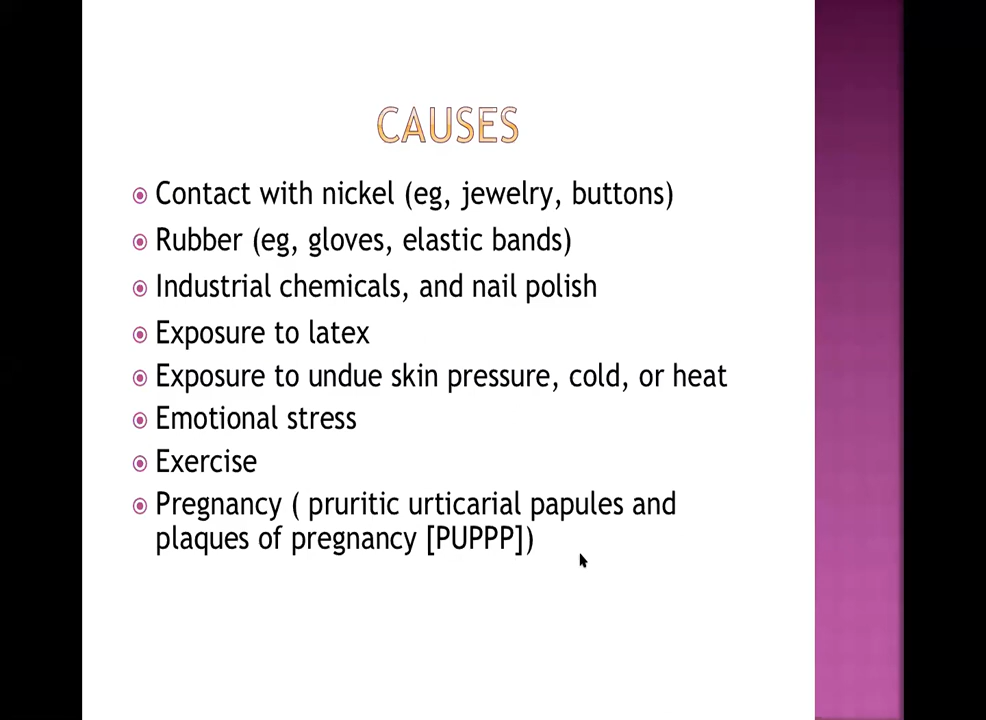 CAUSES
Contact with nickel (eg, jewelry, buttons)
Rubber (eg, gloves, elastic bands)
Industrial chemicals, and nail polish
Exposure to latex
Exposure to undue skin pressure, cold, or heat
Emotional stress
Exercise
Pregnancy ( pruritic urticarial papules and
plaques of pregnancy [PUPPP])